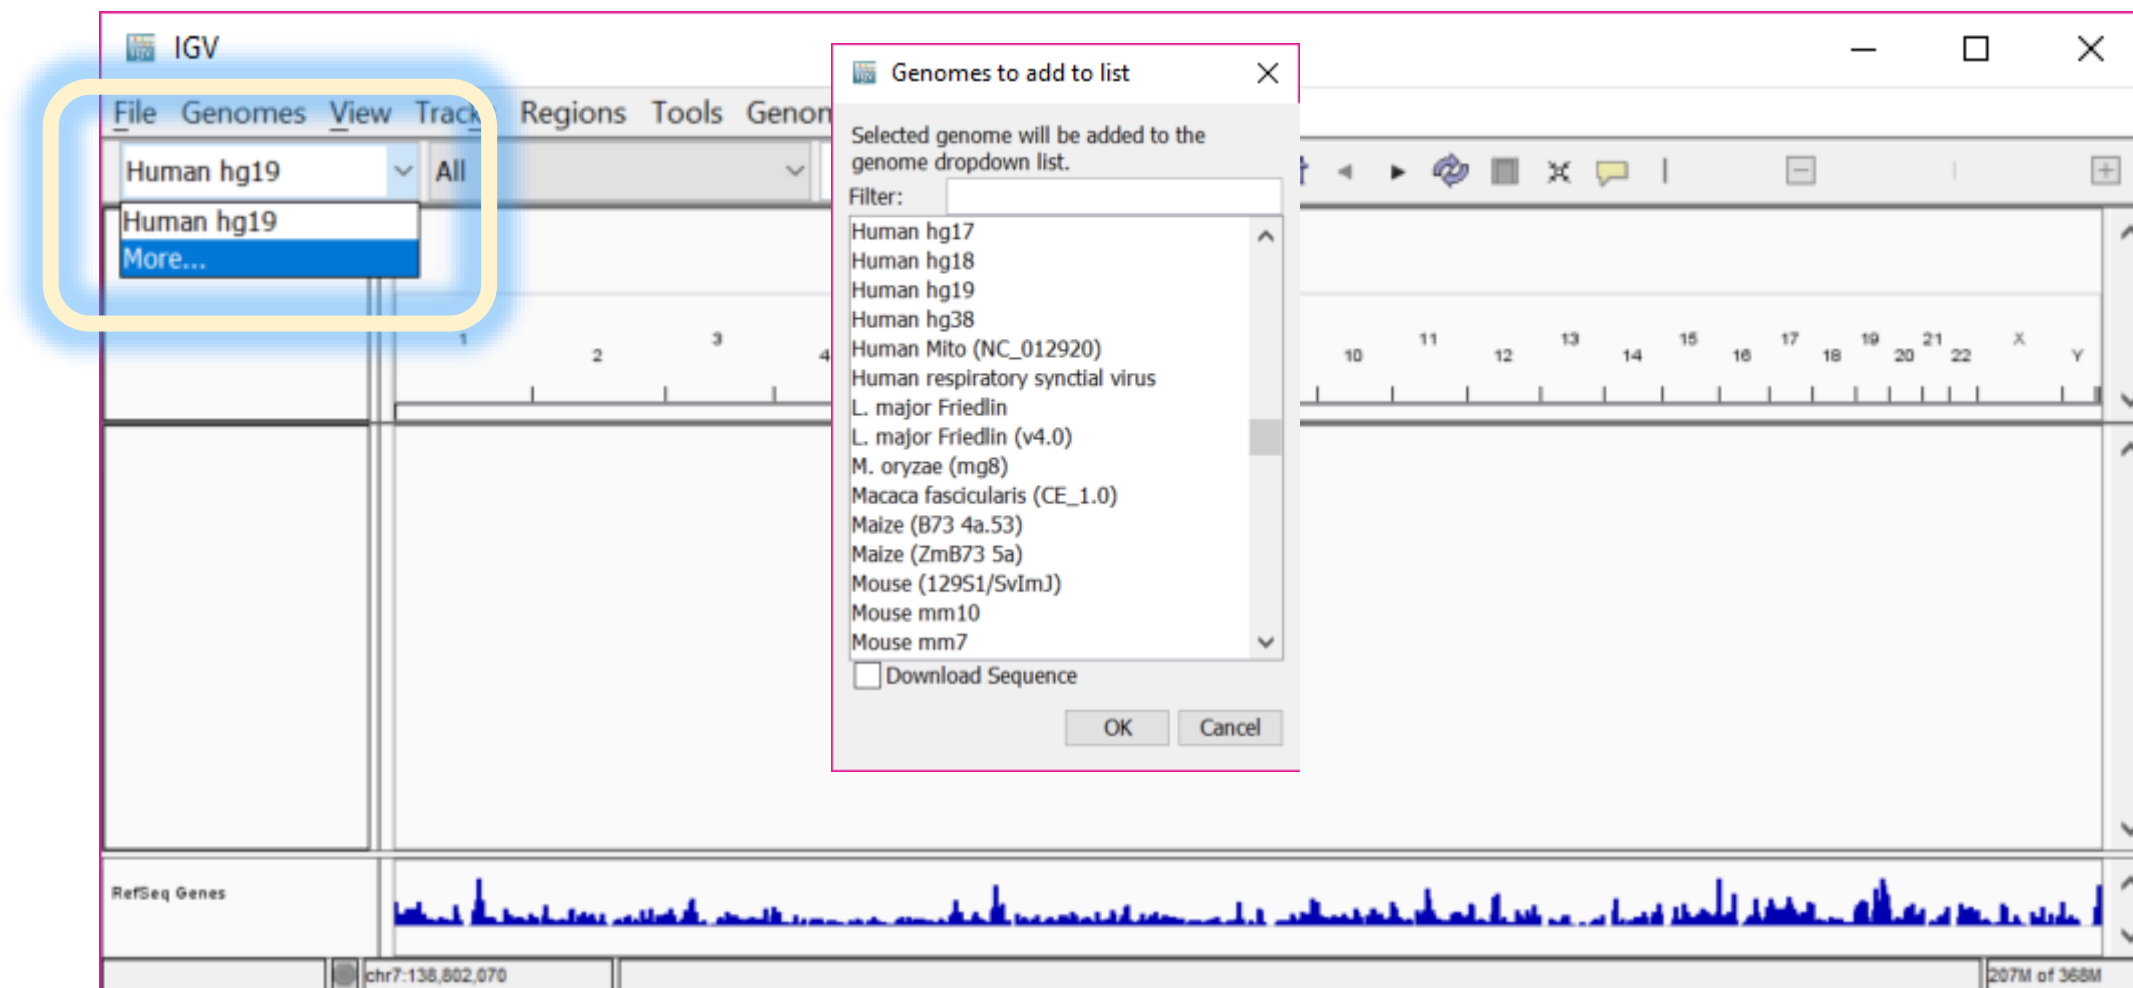 IGV
File Genomes View Tracks Regions Tools Genom
Human hg19 All
Human hg19
More...
Genomes to add to list
Selected genome will be added to the
genome dropdown list.
Filter:
Human hg17
Human hg18
Human hg19
Human hg38
Human Mito (NC_012920)
Human respiratory synctial virus
L. major Friedlin
L. major Friedlin (v4.0)
M. oryzae (mg8)
Macaca fascicularis (CE_1.0)
Maize (B73 4a.53)
Maize (ZmB73 5a)
Mouse (129S1/SvImJ)
Mouse mm10
Mouse mm7
Download Sequence
OK Cancel
1 2 3 4 10 11 12 13 14 15 16 17 18 19 20 21 22 X Y
RefSeq Genes
chr7:138,802,070
207M of 368M